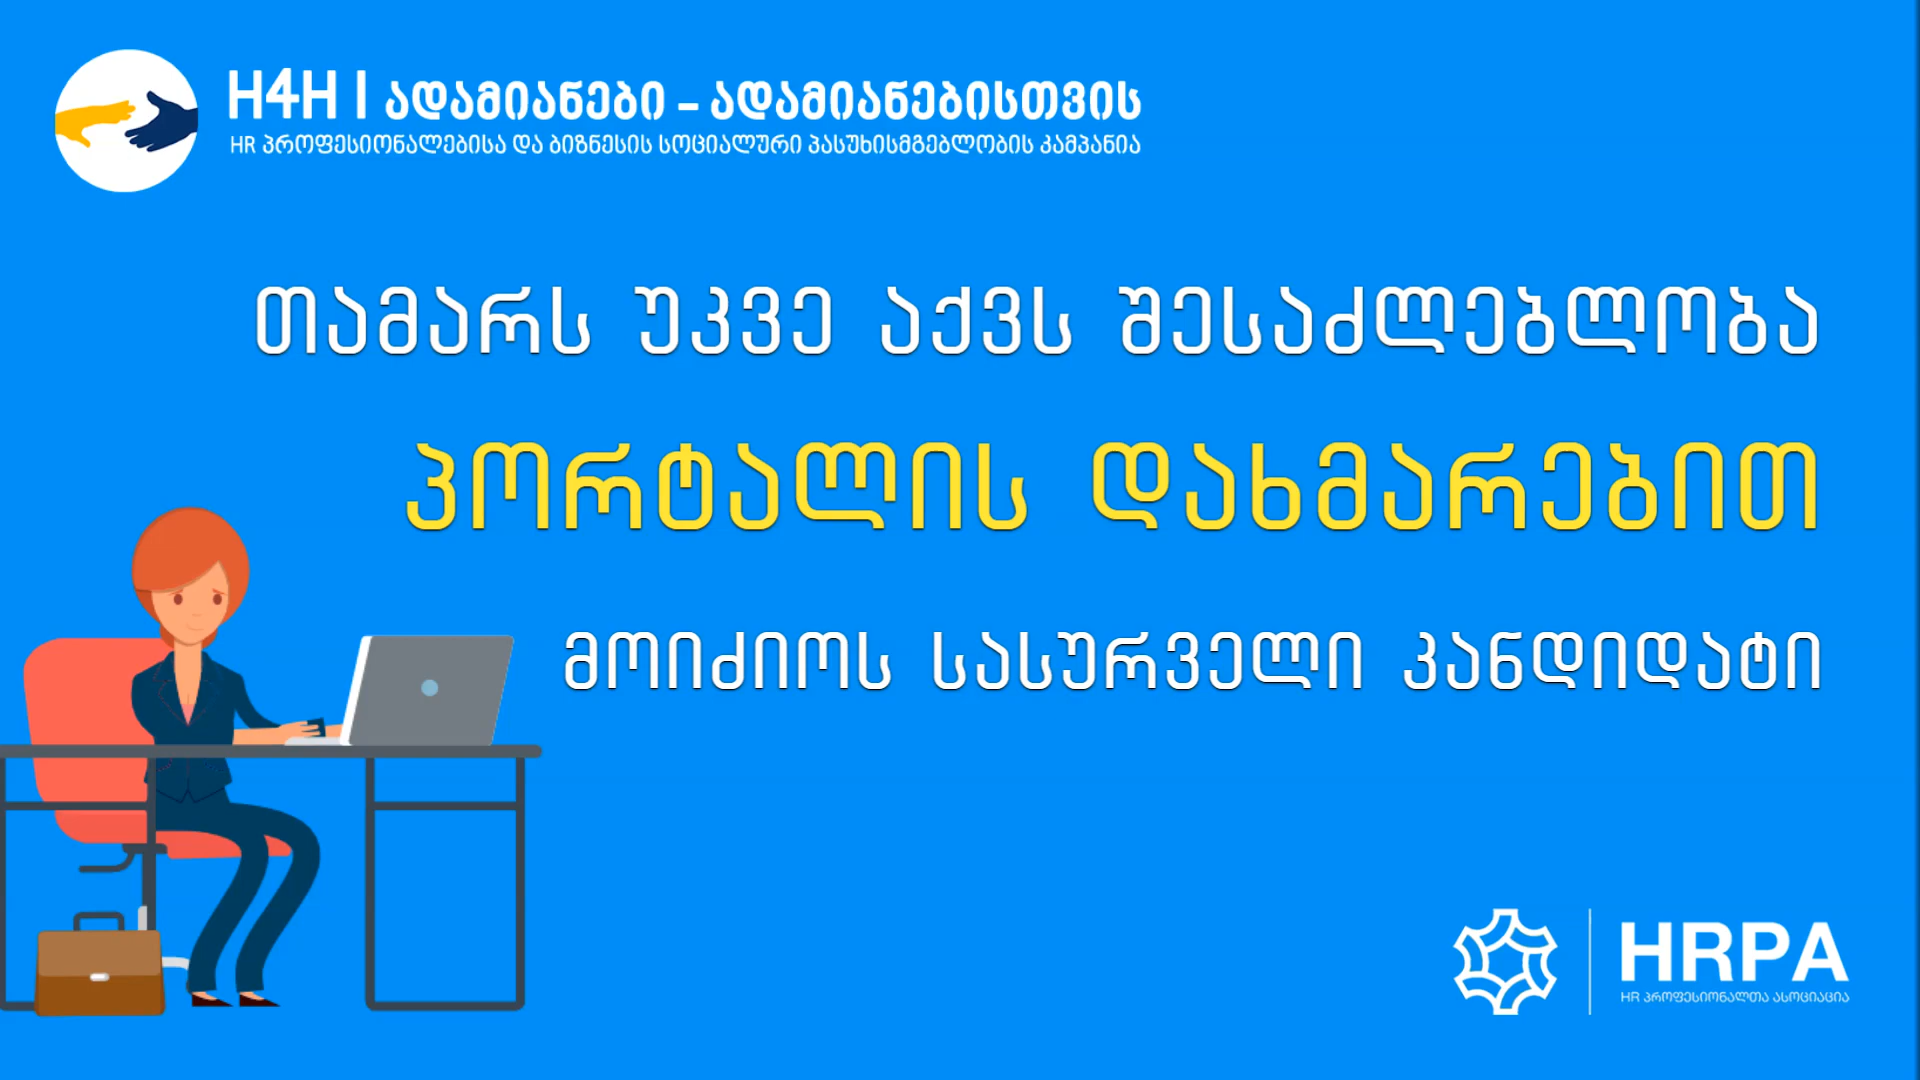 H4H | ადამიანები – ადამიანებისთვის
HR პროფესიონალებისა და ბიზნესის სოციალური პასუხისმგებლობის კამპანია
თამარს უკვე აქვს შესაძლებლობა
პორტალის დახმარებით
მოიძიოს სასურველი კანდიდატი
HRPA
HR პროფესიონალთა ასოციაცია